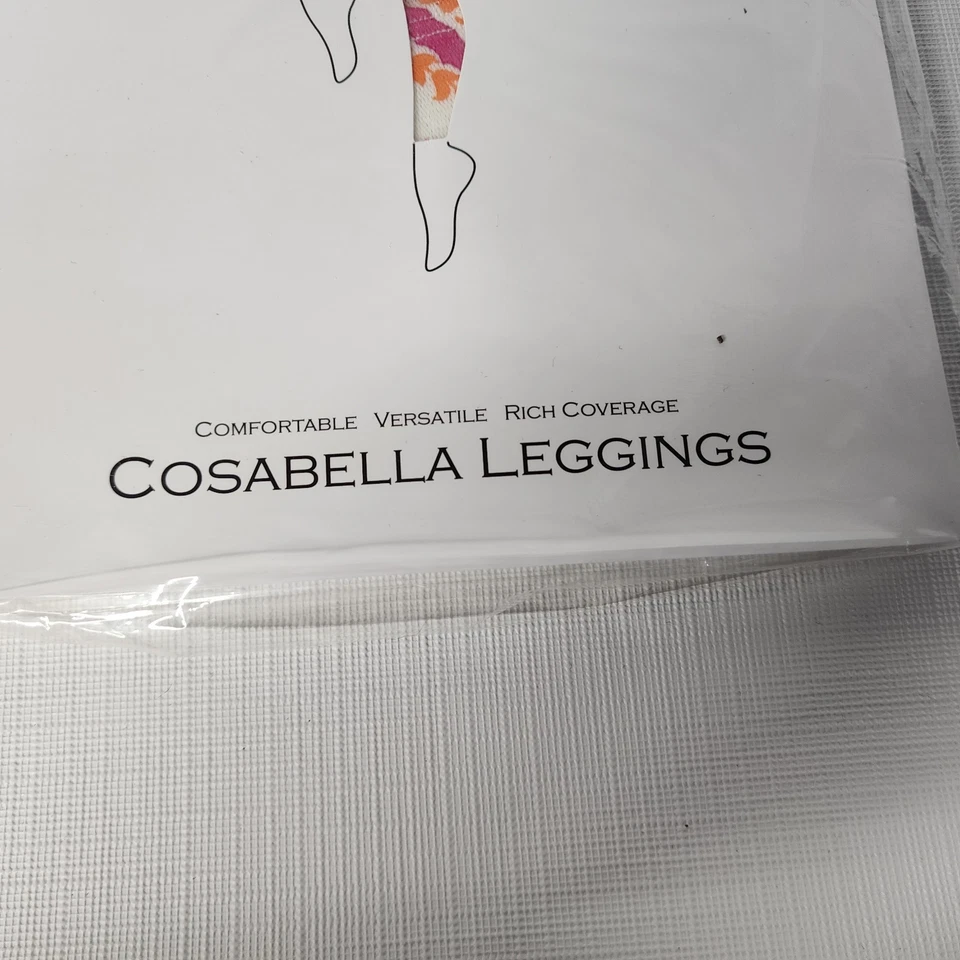 Comfortable Versatile Rich Coverage
Cosabella Leggings